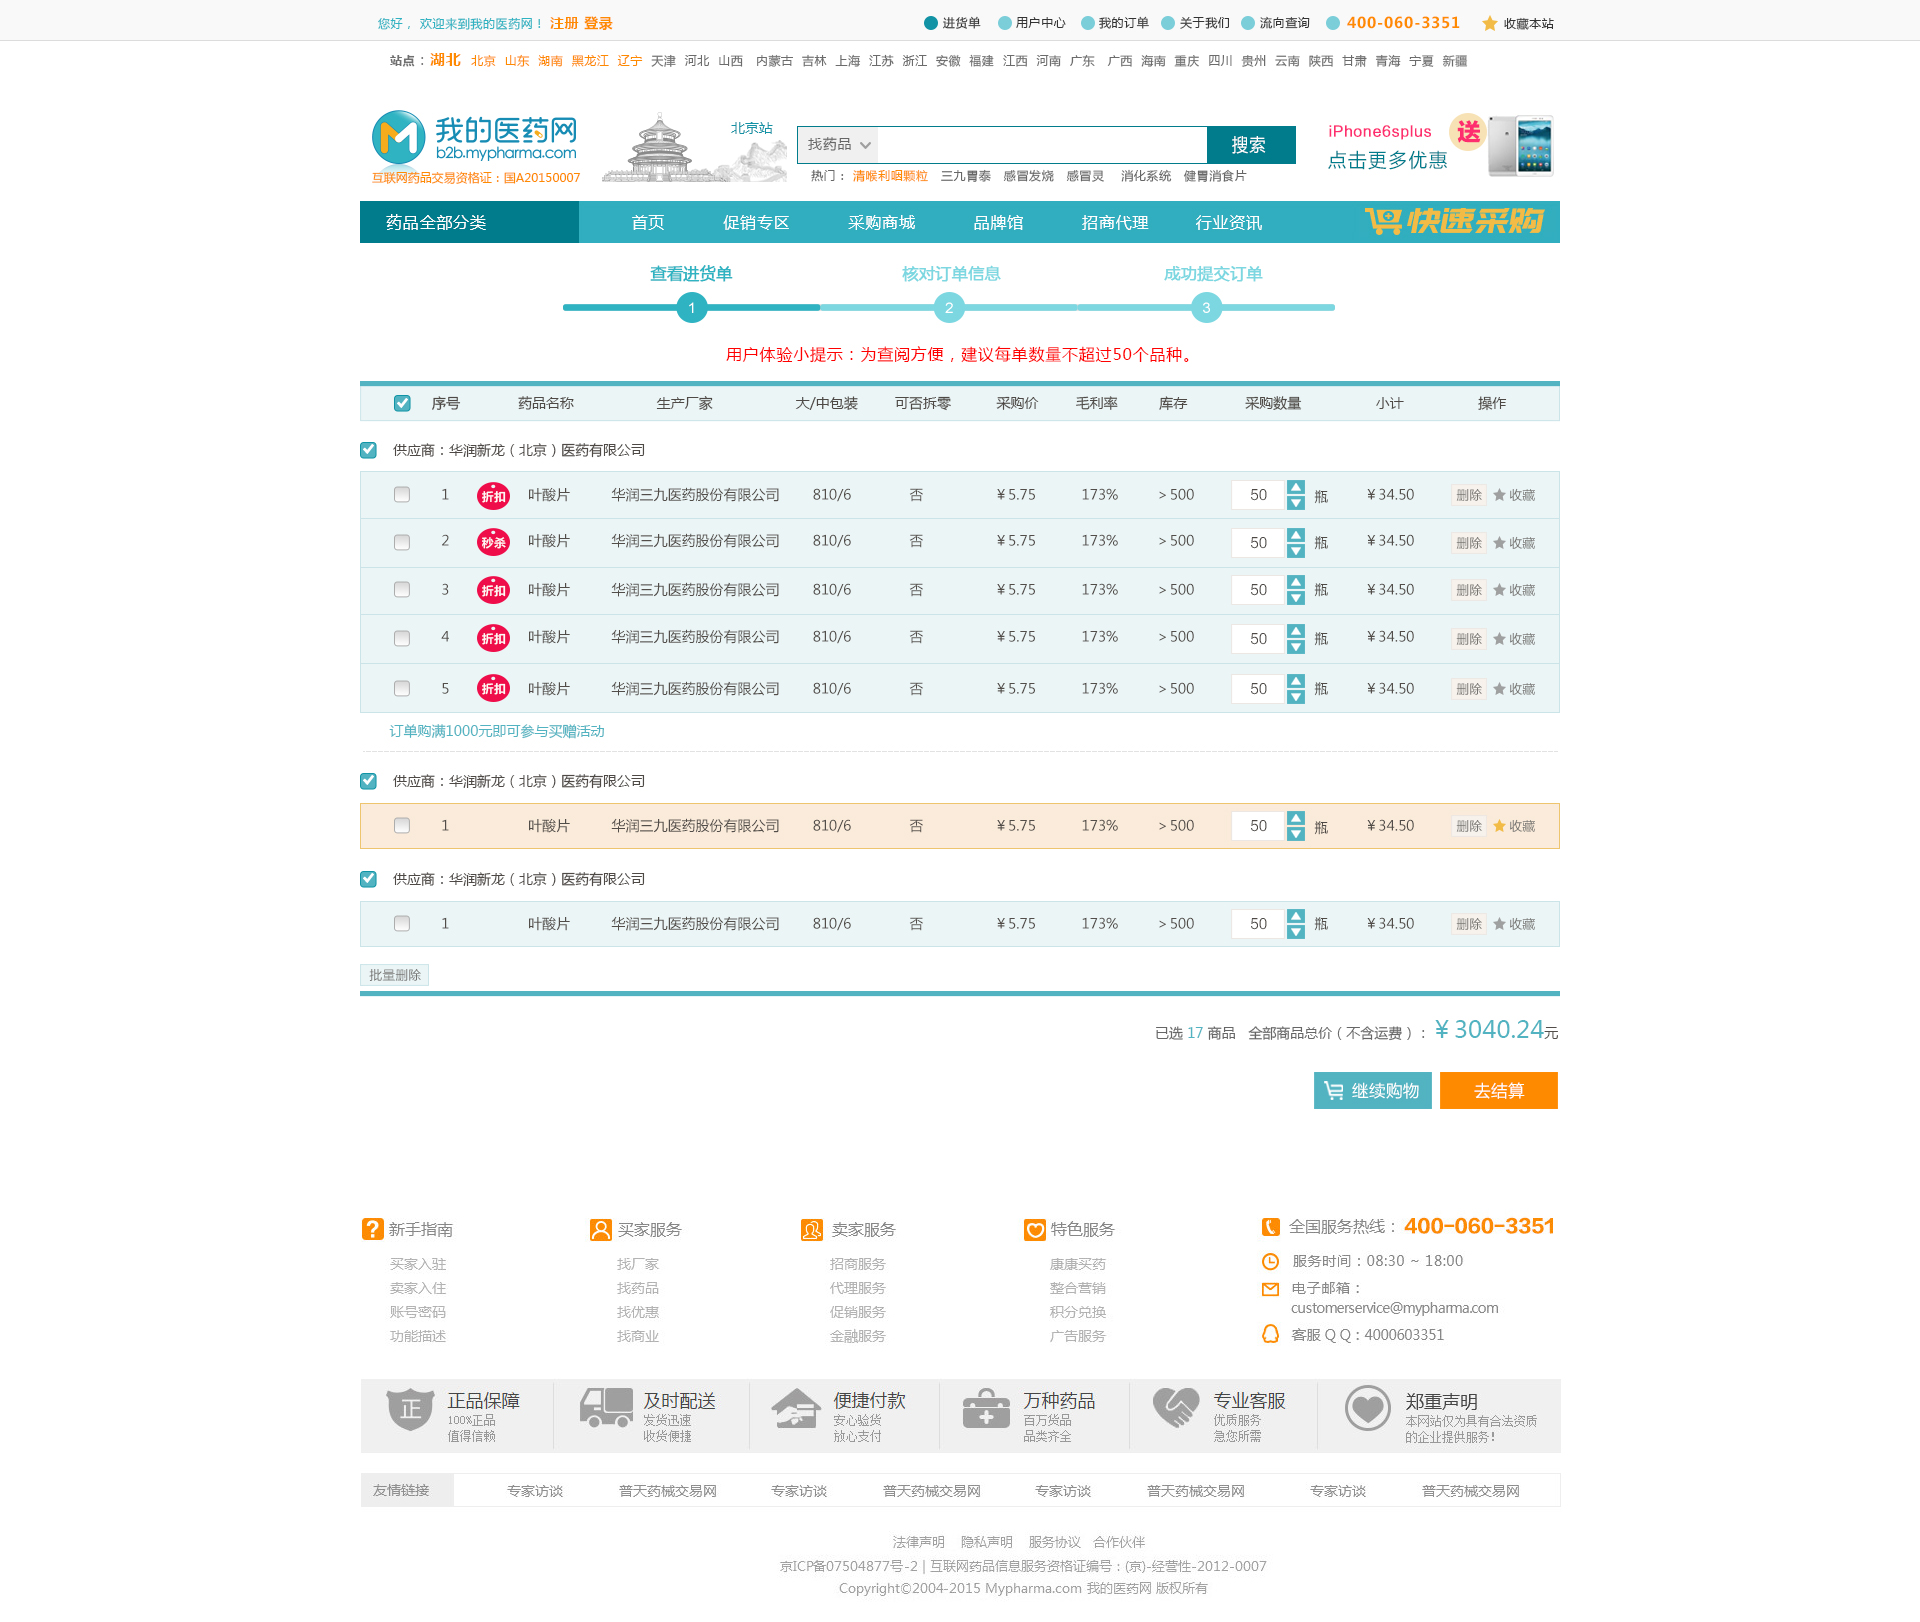 您好， 欢迎来到我的医药网！ 注册 登录 进货单 用户中心 我的订单 关于我们 流向查询 400-060-3351 收藏本站
站点：湖北 北京 山东 湖南 黑龙江 辽宁 天津 河北 山西 内蒙古 吉林 上海 江苏 浙江 安徽 福建 江西 河南 广东 广西 海南 重庆 四川 贵州 云南 陕西 甘肃 青海 宁夏 新疆
我的医药网
b2b.mypharma.com
互联网药品交易资格证：国A20150007
北京站
找药品 搜索
热门： 清喉利咽颗粒 三九胃泰 感冒发烧 感冒灵 消化系统 健胃消食片
iPhone6splus 送
点击更多优惠
药品全部分类 首页 促销专区 采购商城 品牌馆 招商代理 行业资讯 快速采购
查看进货单 核对订单信息 成功提交订单
1 2 3
用户体验小提示：为查阅方便，建议每单数量不超过50个品种。
序号 药品名称 生产厂家 大/中包装 可否拆零 采购价 毛利率 库存 采购数量 小计 操作
供应商：华润新龙（北京）医药有限公司
1 折扣 叶酸片 华润三九医药股份有限公司 810/6 否 ¥5.75 173% >500 50 瓶 ¥34.50 删除 收藏
2 秒杀 叶酸片 华润三九医药股份有限公司 810/6 否 ¥5.75 173% >500 50 瓶 ¥34.50 删除 收藏
3 折扣 叶酸片 华润三九医药股份有限公司 810/6 否 ¥5.75 173% >500 50 瓶 ¥34.50 删除 收藏
4 折扣 叶酸片 华润三九医药股份有限公司 810/6 否 ¥5.75 173% >500 50 瓶 ¥34.50 删除 收藏
5 折扣 叶酸片 华润三九医药股份有限公司 810/6 否 ¥5.75 173% >500 50 瓶 ¥34.50 删除 收藏
订单购满1000元即可参与买赠活动
供应商：华润新龙（北京）医药有限公司
1 叶酸片 华润三九医药股份有限公司 810/6 否 ¥5.75 173% >500 50 瓶 ¥34.50 删除 收藏
供应商：华润新龙（北京）医药有限公司
1 叶酸片 华润三九医药股份有限公司 810/6 否 ¥5.75 173% >500 50 瓶 ¥34.50 删除 收藏
批量删除
已选 17 商品 全部商品总价（不含运费）：¥3040.24元
继续购物 去结算
新手指南
买家入驻
卖家入住
账号密码
功能描述
买家服务
找厂家
找药品
找优惠
找商业
卖家服务
招商服务
代理服务
促销服务
金融服务
特色服务
康康买药
整合营销
积分兑换
广告服务
全国服务热线：400-060-3351
服务时间：08:30 ~ 18:00
电子邮箱：
customerservice@mypharma.com
客服 Q Q：4000603351
正 正品保障
100%正品
值得信赖
及时配送
发货迅速
收货便捷
便捷付款
安心验货
放心支付
万种药品
百万货品
品类齐全
专业客服
优质服务
急您所需
郑重声明
本网站仅为具有合法资质
的企业提供服务！
友情链接 专家访谈 普天药械交易网 专家访谈 普天药械交易网 专家访谈 普天药械交易网 专家访谈 普天药械交易网
法律声明 隐私声明 服务协议 合作伙伴
京ICP备07504877号-2 | 互联网药品信息服务资格证编号：(京)-经营性-2012-0007
Copyright©2004-2015 Mypharma.com 我的医药网 版权所有